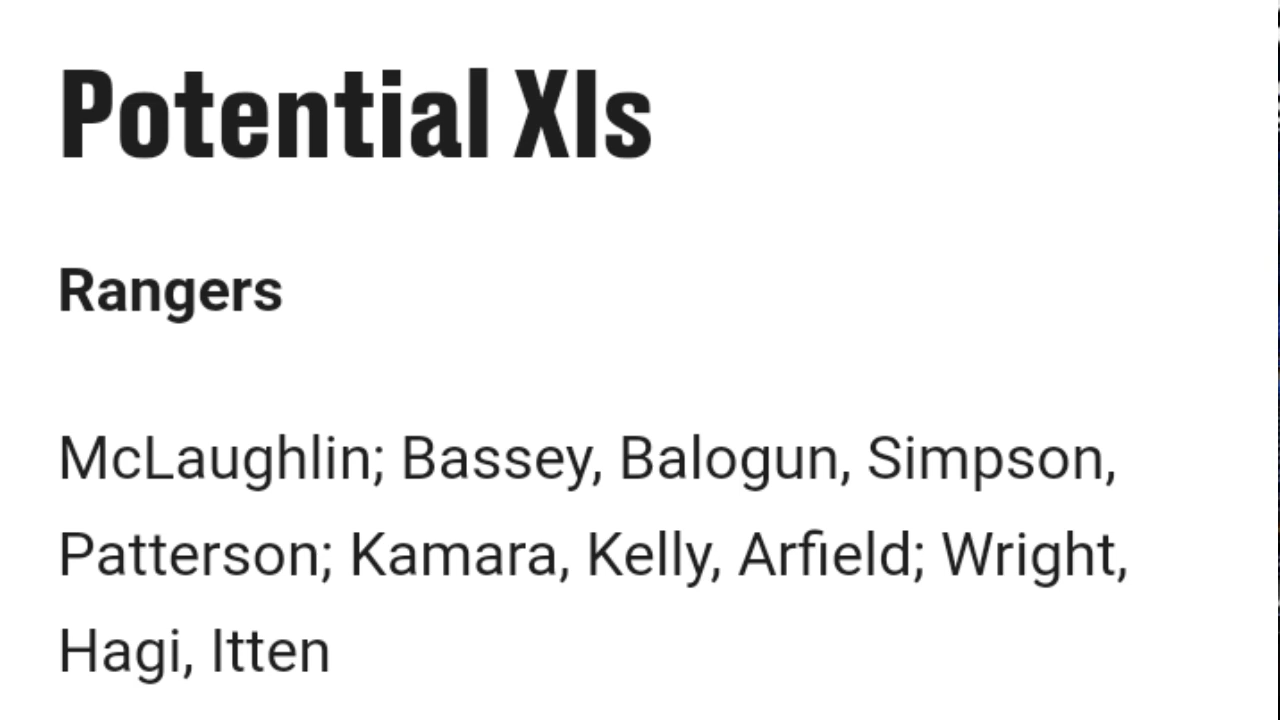 Potential XIs
Rangers
McLaughlin; Bassey, Balogun, Simpson,
Patterson; Kamara, Kelly, Arfield; Wright,
Hagi, Itten